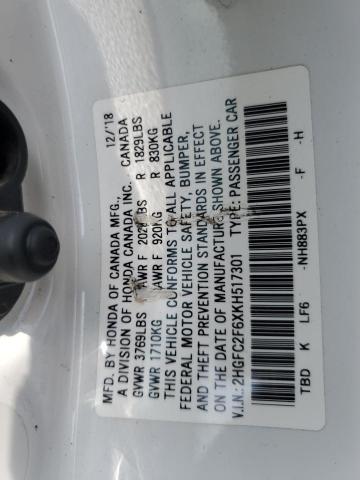 MFD. BY HONDA OF CANADA MFG., 12/'18
A DIVISION OF HONDA CANADA INC. CANADA
GVWR 3769LBS GAWR F 2028LBS R 1829LBS
GVWR 1710KG GAWR F 920KG R 830KG
THIS VEHICLE CONFORMS TO ALL APPLICABLE
FEDERAL MOTOR VEHICLE SAFETY, BUMPER,
AND THEFT PREVENTION STANDARDS IN EFFECT
ON THE DATE OF MANUFACTURE SHOWN ABOVE.
V.I.N.:2HGFC2F6XKH517301 TYPE: PASSENGER CAR
TBD K LF6 -NH883PX -F -H